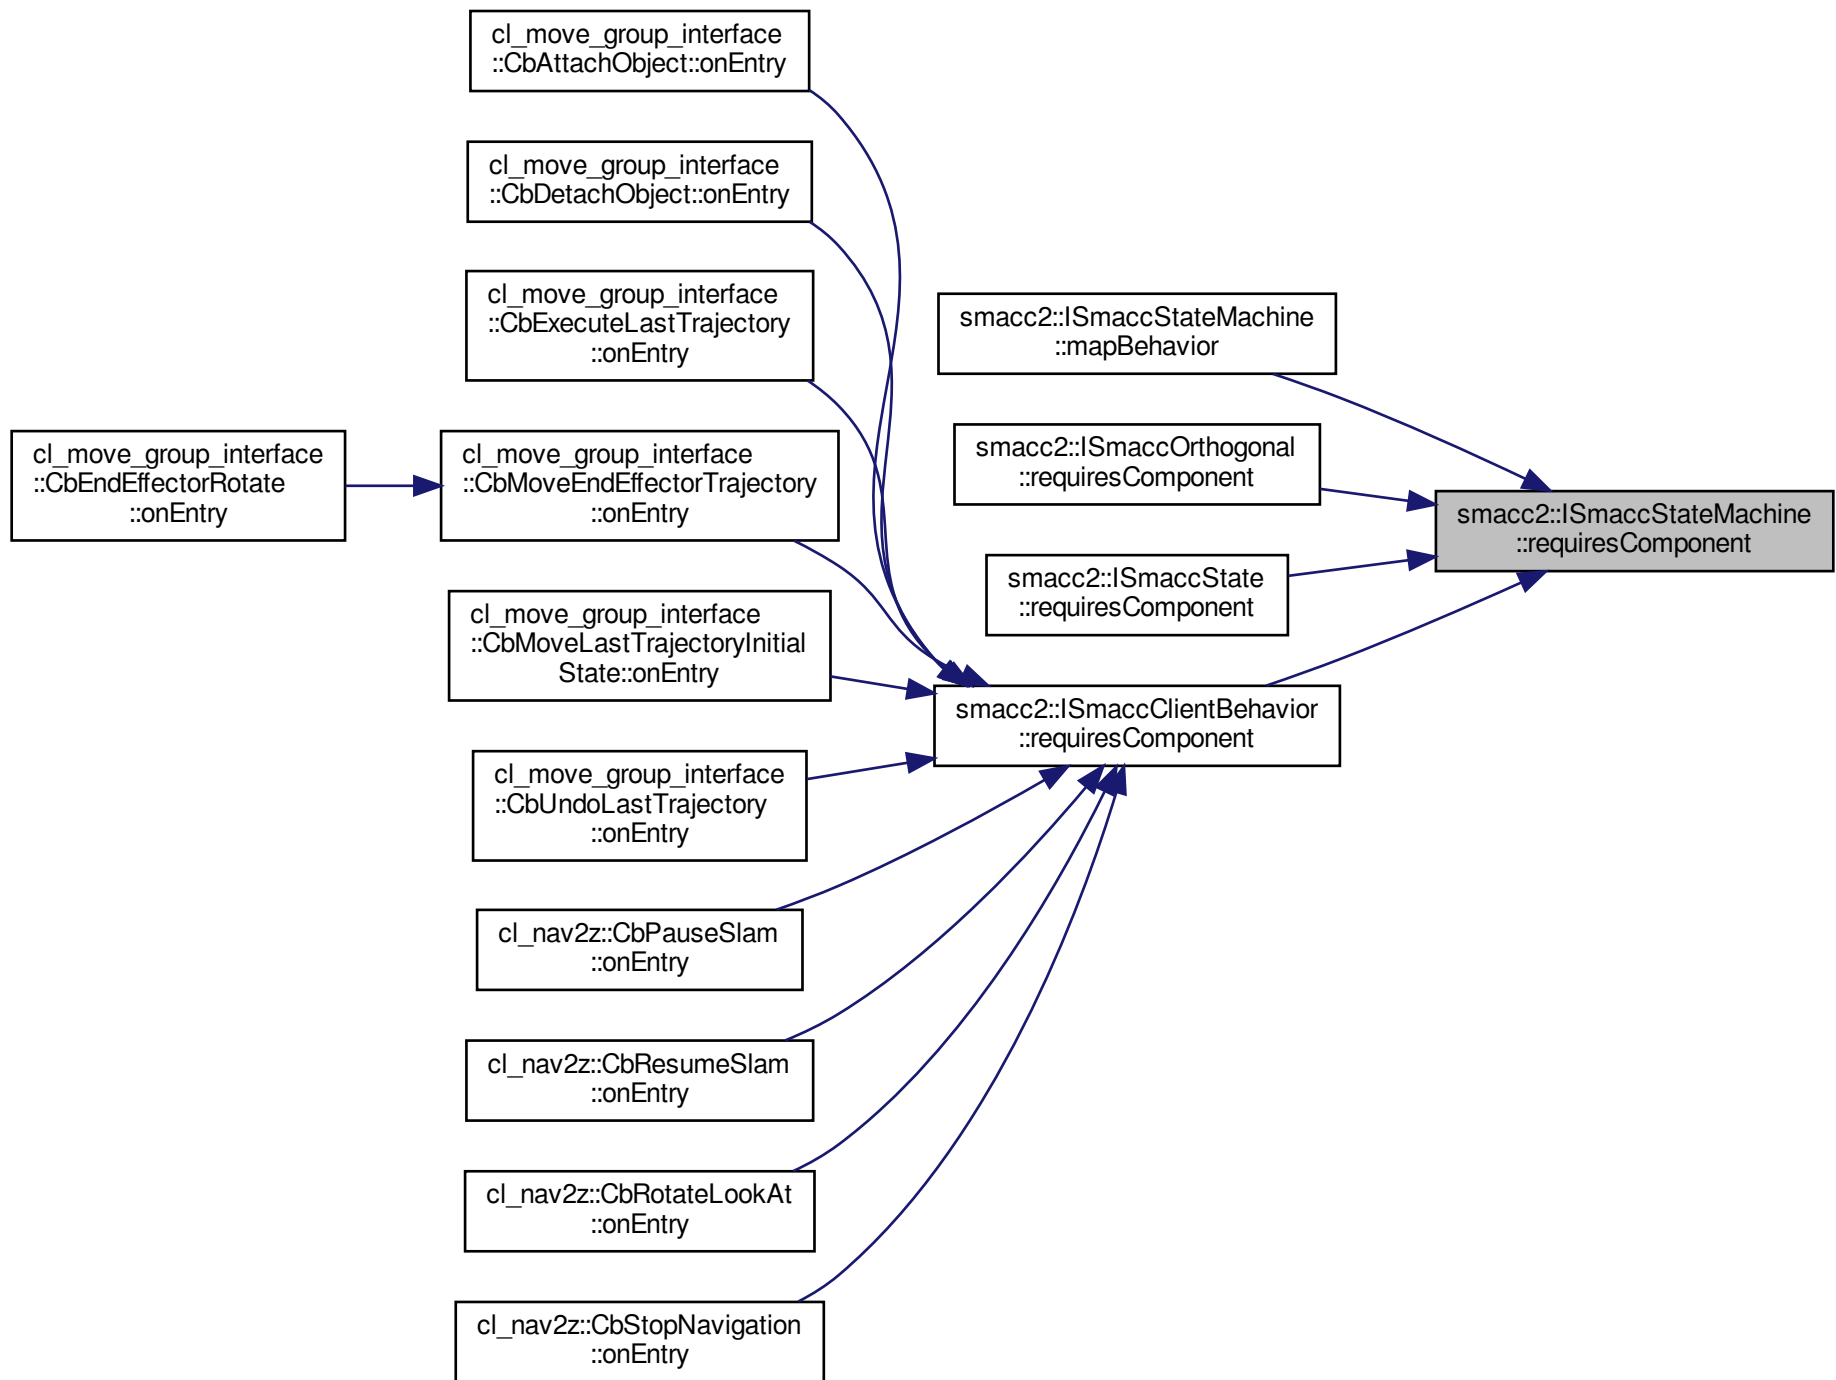 cl_move_group_interface
::CbAttachObject::onEntry
cl_move_group_interface
::CbDetachObject::onEntry
cl_move_group_interface
::CbExecuteLastTrajectory
::onEntry
smacc2::ISmaccStateMachine
::mapBehavior
cl_move_group_interface
::CbEndEffectorRotate
::onEntry
cl_move_group_interface
::CbMoveEndEffectorTrajectory
::onEntry
smacc2::ISmaccOrthogonal
::requiresComponent
smacc2::ISmaccStateMachine
::requiresComponent
smacc2::ISmaccState
::requiresComponent
cl_move_group_interface
::CbMoveLastTrajectoryInitial
State::onEntry
smacc2::ISmaccClientBehavior
::requiresComponent
cl_move_group_interface
::CbUndoLastTrajectory
::onEntry
cl_nav2z::CbPauseSlam
::onEntry
cl_nav2z::CbResumeSlam
::onEntry
cl_nav2z::CbRotateLookAt
::onEntry
cl_nav2z::CbStopNavigation
::onEntry